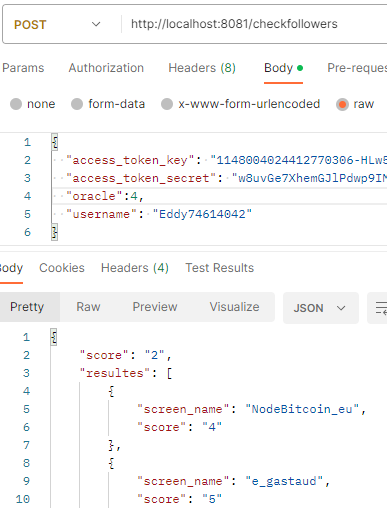 POST http://localhost:8081/checkfollowers
Params Authorization Headers (8) Body Pre-reques
none form-data x-www-form-urlencoded raw
1 {
2 "access_token_key": "1148004024412770306-HLw
3 "access_token_secret": "w8uvGe7XhemGJlPdwp9I
4 "oracle":4,
5 "username": "Eddy74614042"
6 }
Body Cookies Headers (4) Test Results
Pretty Raw Preview Visualize JSON
1 {
2 "score": "2",
3 "resultes": [
4 {
5 "screen_name": "NodeBitcoin_eu",
6 "score": "4"
7 },
8 {
9 "screen_name": "e_gastaud",
10 "score": "5"